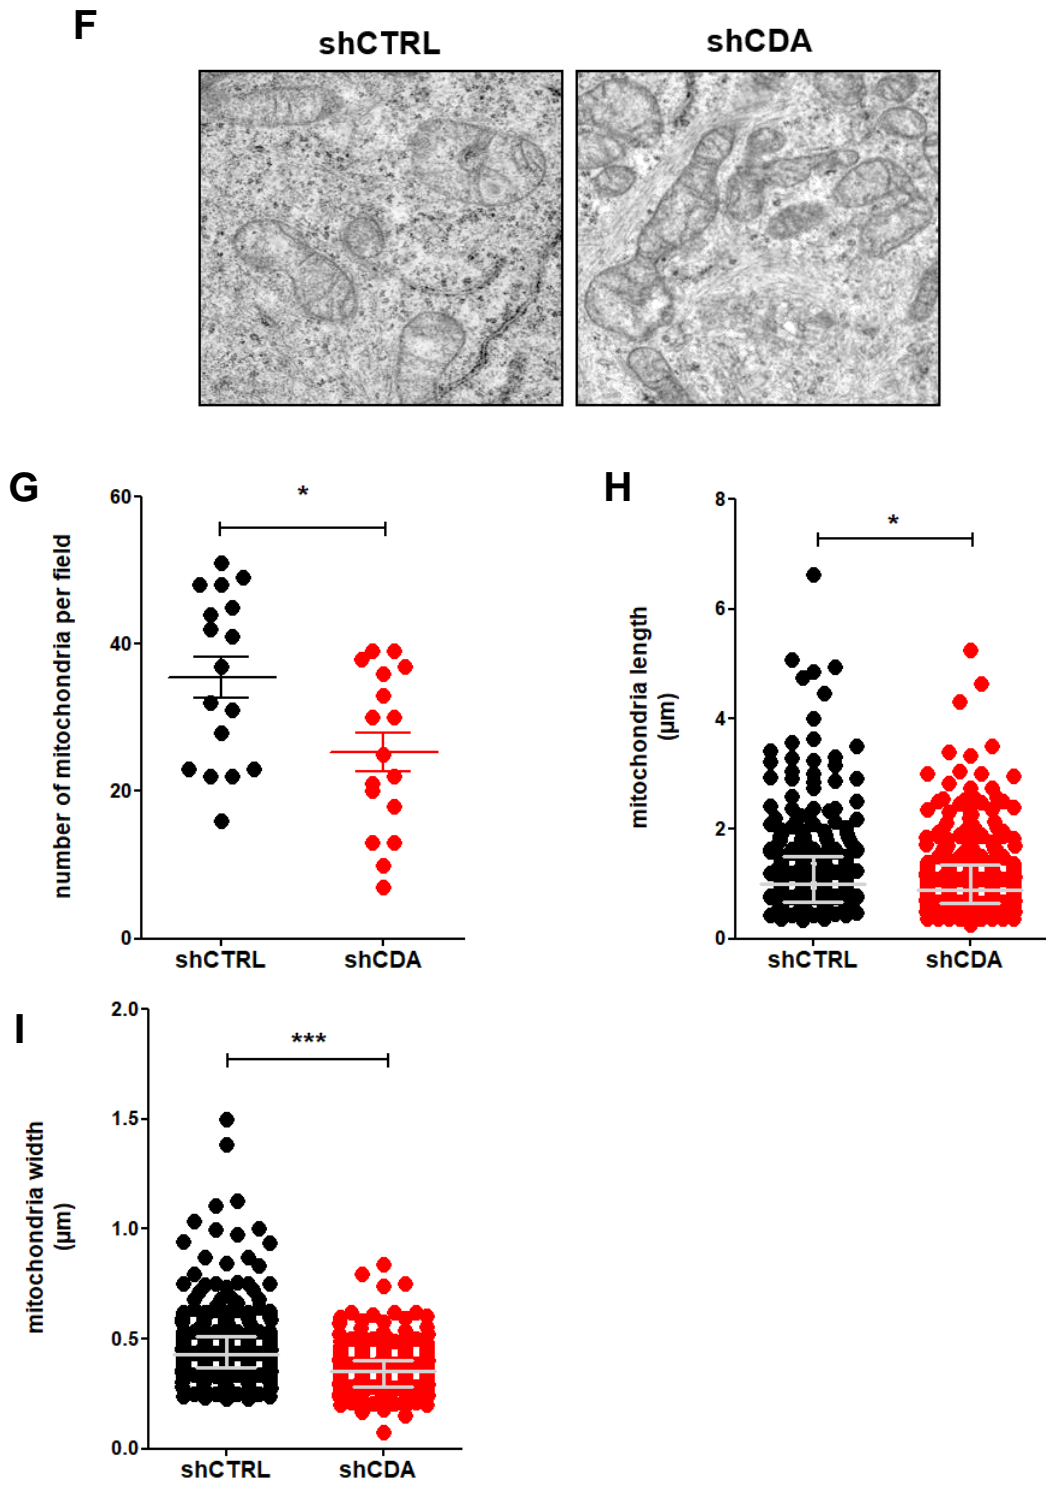 F
shCTRL
shCDA
G
number of mitochondria per field
60
40
20
0
*
shCTRL
shCDA
H
mitochondria length
(µm)
8
6
4
2
0
*
shCTRL
shCDA
I
mitochondria width
(µm)
2.0
1.5
1.0
0.5
0.0
***
shCTRL
shCDA